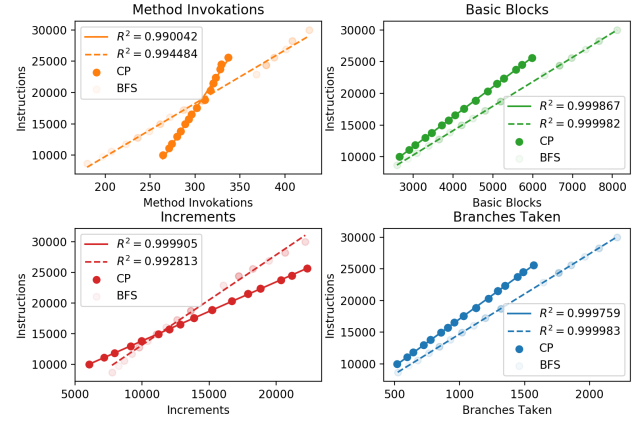 Method Invokations
30000
25000
20000
15000
10000
Instructions
R² = 0.990042
R² = 0.994484
CP
BFS
200
250
300
350
400
Method Invokations
Basic Blocks
30000
25000
20000
15000
10000
Instructions
R² = 0.999867
R² = 0.999982
CP
BFS
3000
4000
5000
6000
7000
8000
Basic Blocks
Increments
30000
25000
20000
15000
10000
Instructions
R² = 0.999905
R² = 0.992813
CP
BFS
5000
10000
15000
20000
Increments
Branches Taken
30000
25000
20000
15000
10000
Instructions
R² = 0.999759
R² = 0.999983
CP
BFS
500
1000
1500
2000
Branches Taken